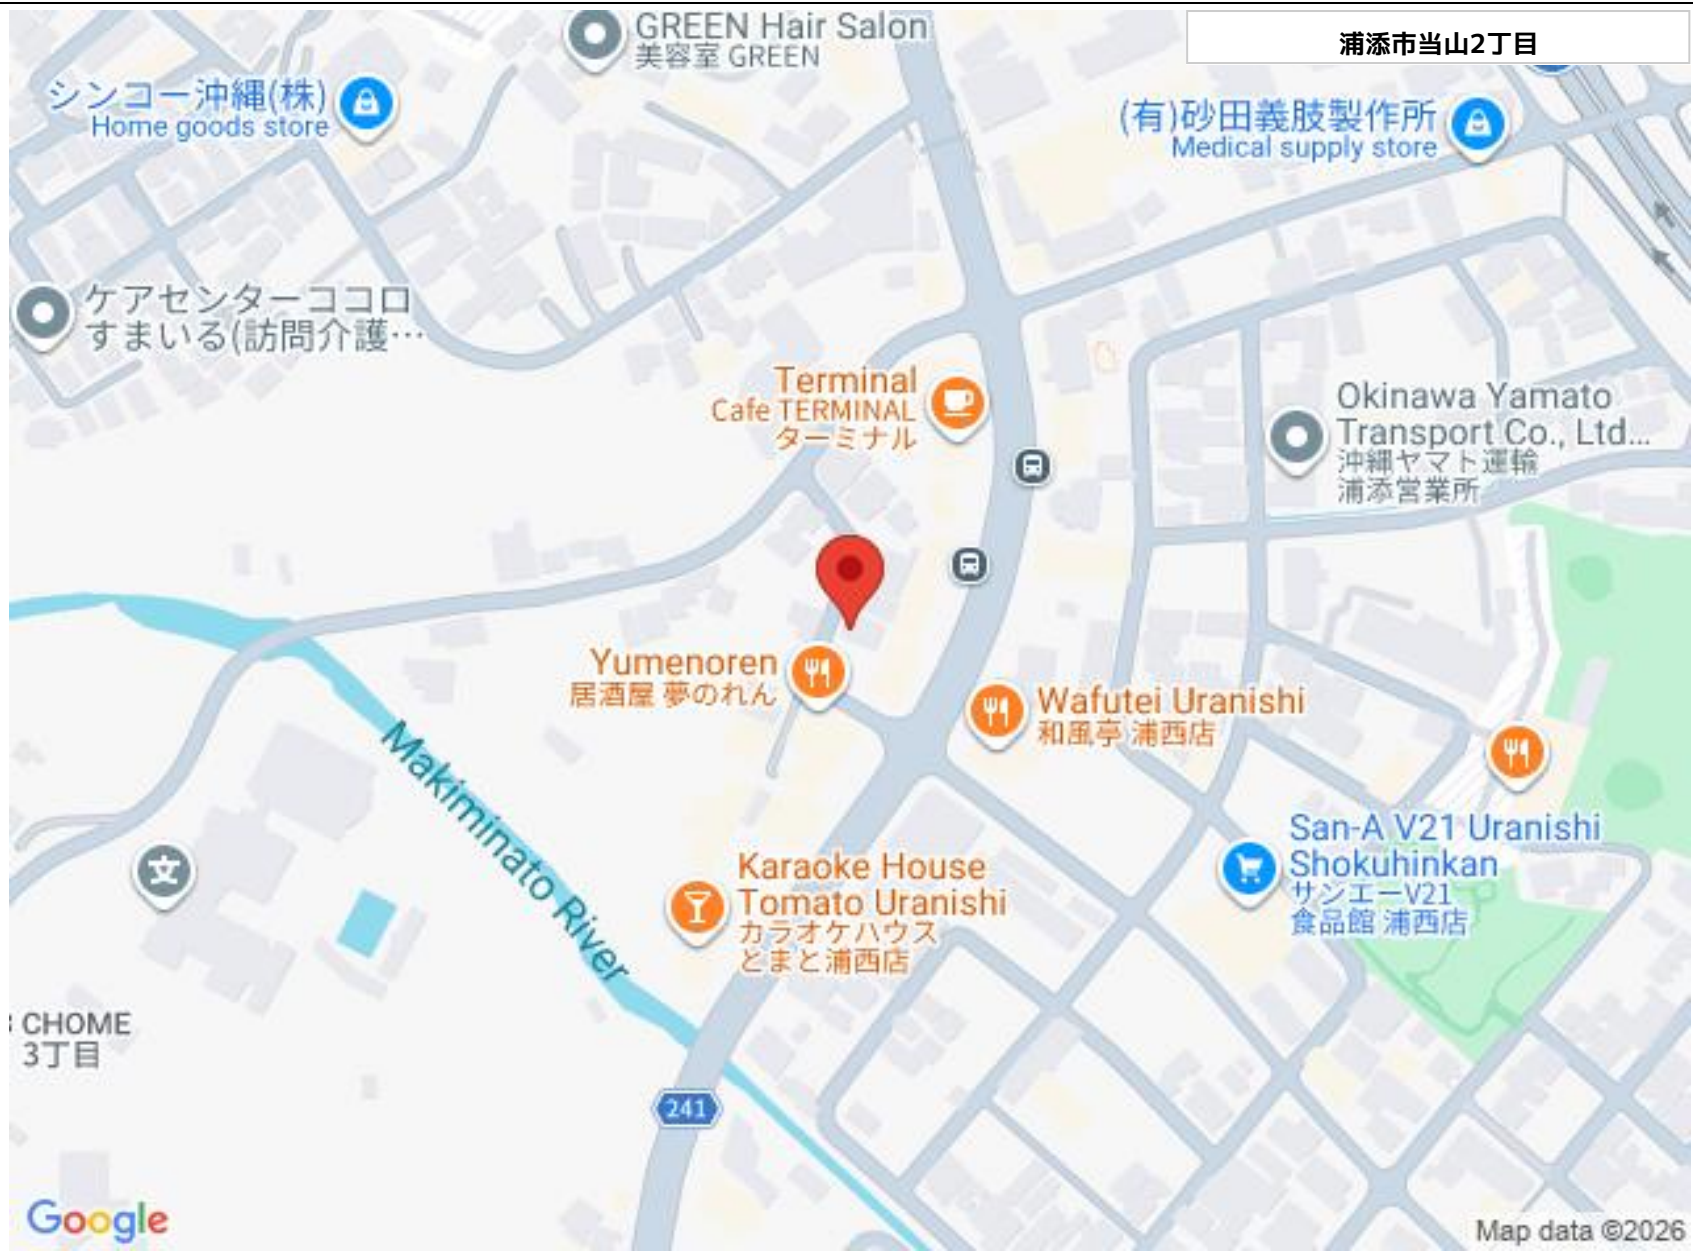 GREEN Hair Salon
美容室 GREEN
浦添市当山2丁目
シンコー沖縄(株)
Home goods store
(有)砂田義肢製作所
Medical supply store
ケアセンターココロ
すまいる(訪問介護…
Terminal
Cafe TERMINAL
ターミナル
Okinawa Yamato
Transport Co., Ltd...
沖縄ヤマト運輸
浦添営業所
Yumenoren
居酒屋 夢のれん
Wafutei Uranishi
和風亭 浦西店
Makiminato River
San-A V21 Uranishi
Shokuhinkan
サンエーV21
食品館 浦西店
文
Karaoke House
Tomato Uranishi
カラオケハウス
とまと浦西店
CHOME
3丁目
241
Google
Map data ©2026